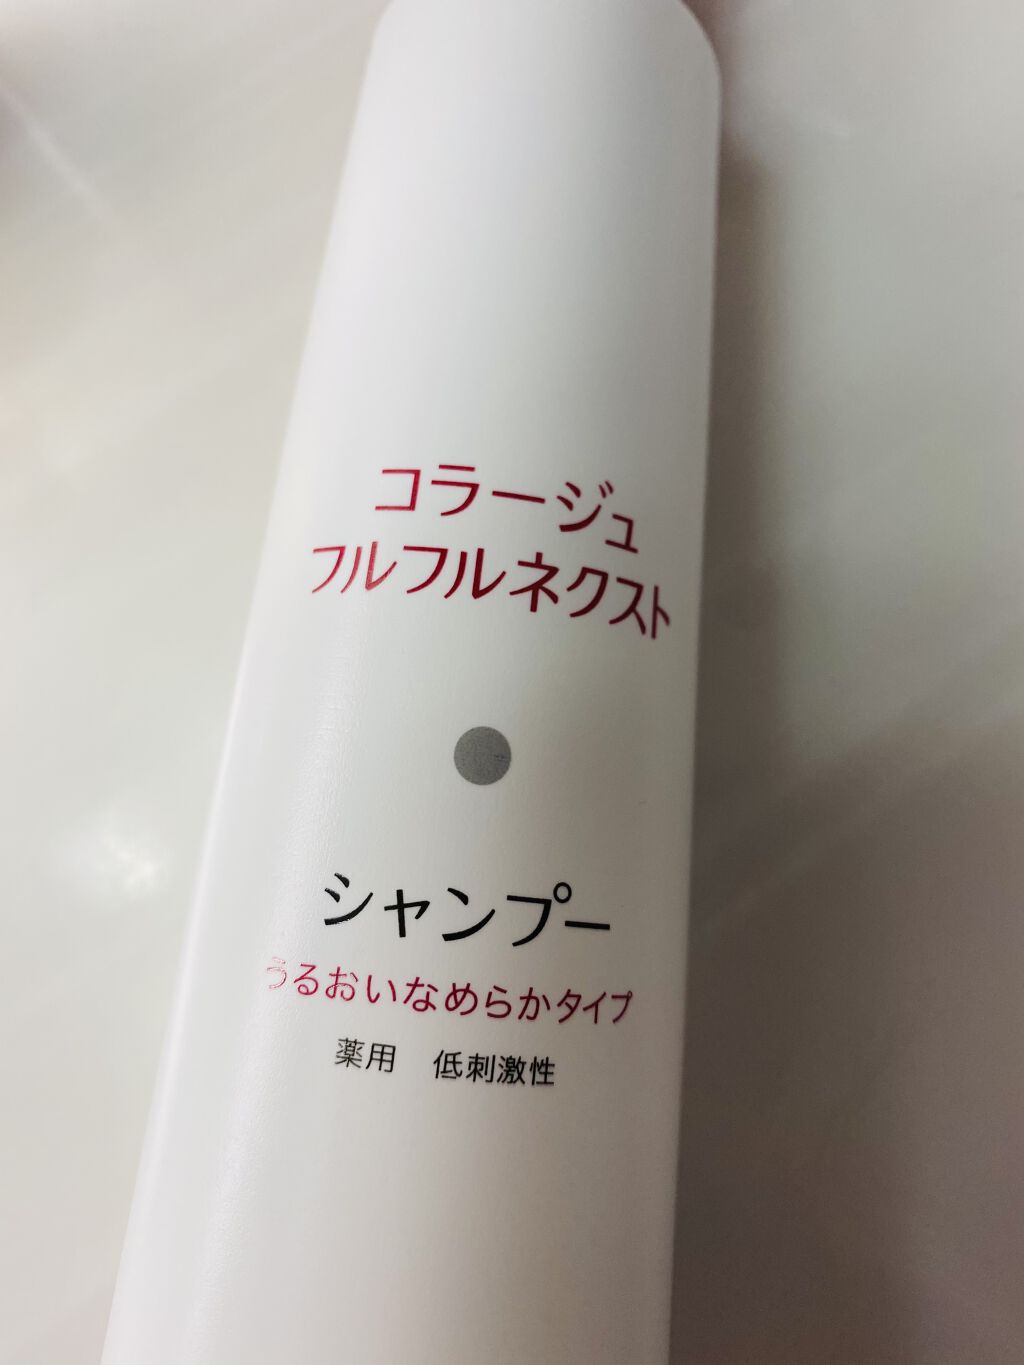 コラージュ
フルフルネクスト
シャンプー
うるおいなめらかタイプ
薬用　低刺激性